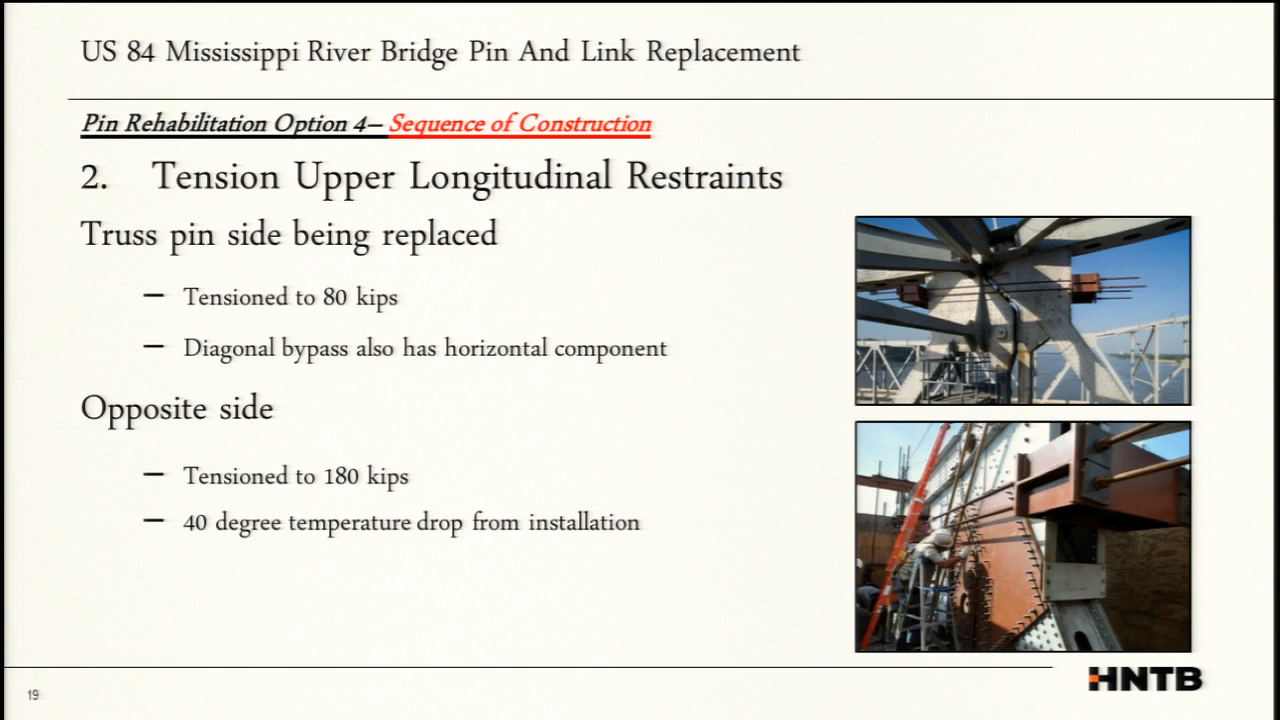 US 84 Mississippi River Bridge Pin And Link Replacement
Pin Rehabilitation Option 4– Sequence of Construction
2. Tension Upper Longitudinal Restraints
Truss pin side being replaced
– Tensioned to 80 kips
– Diagonal bypass also has horizontal component
Opposite side
– Tensioned to 180 kips
– 40 degree temperature drop from installation
19
HNTB